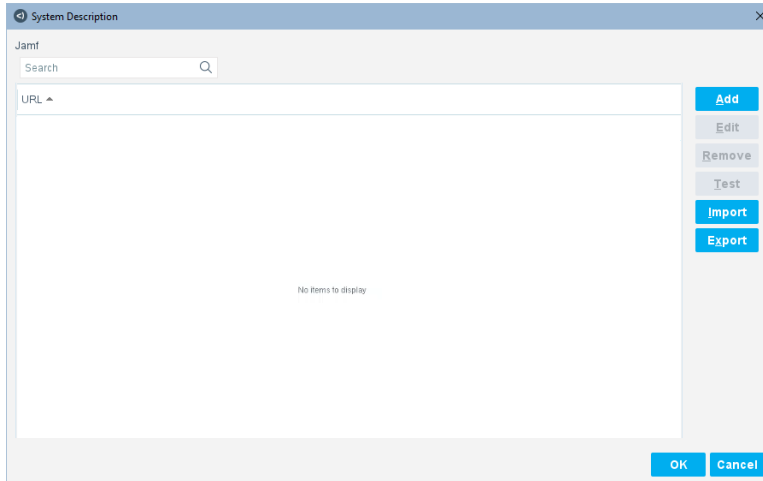 System Description
Jamf
Search
URL
Add
Edit
Remove
Test
Import
Export
No items to display
OK
Cancel